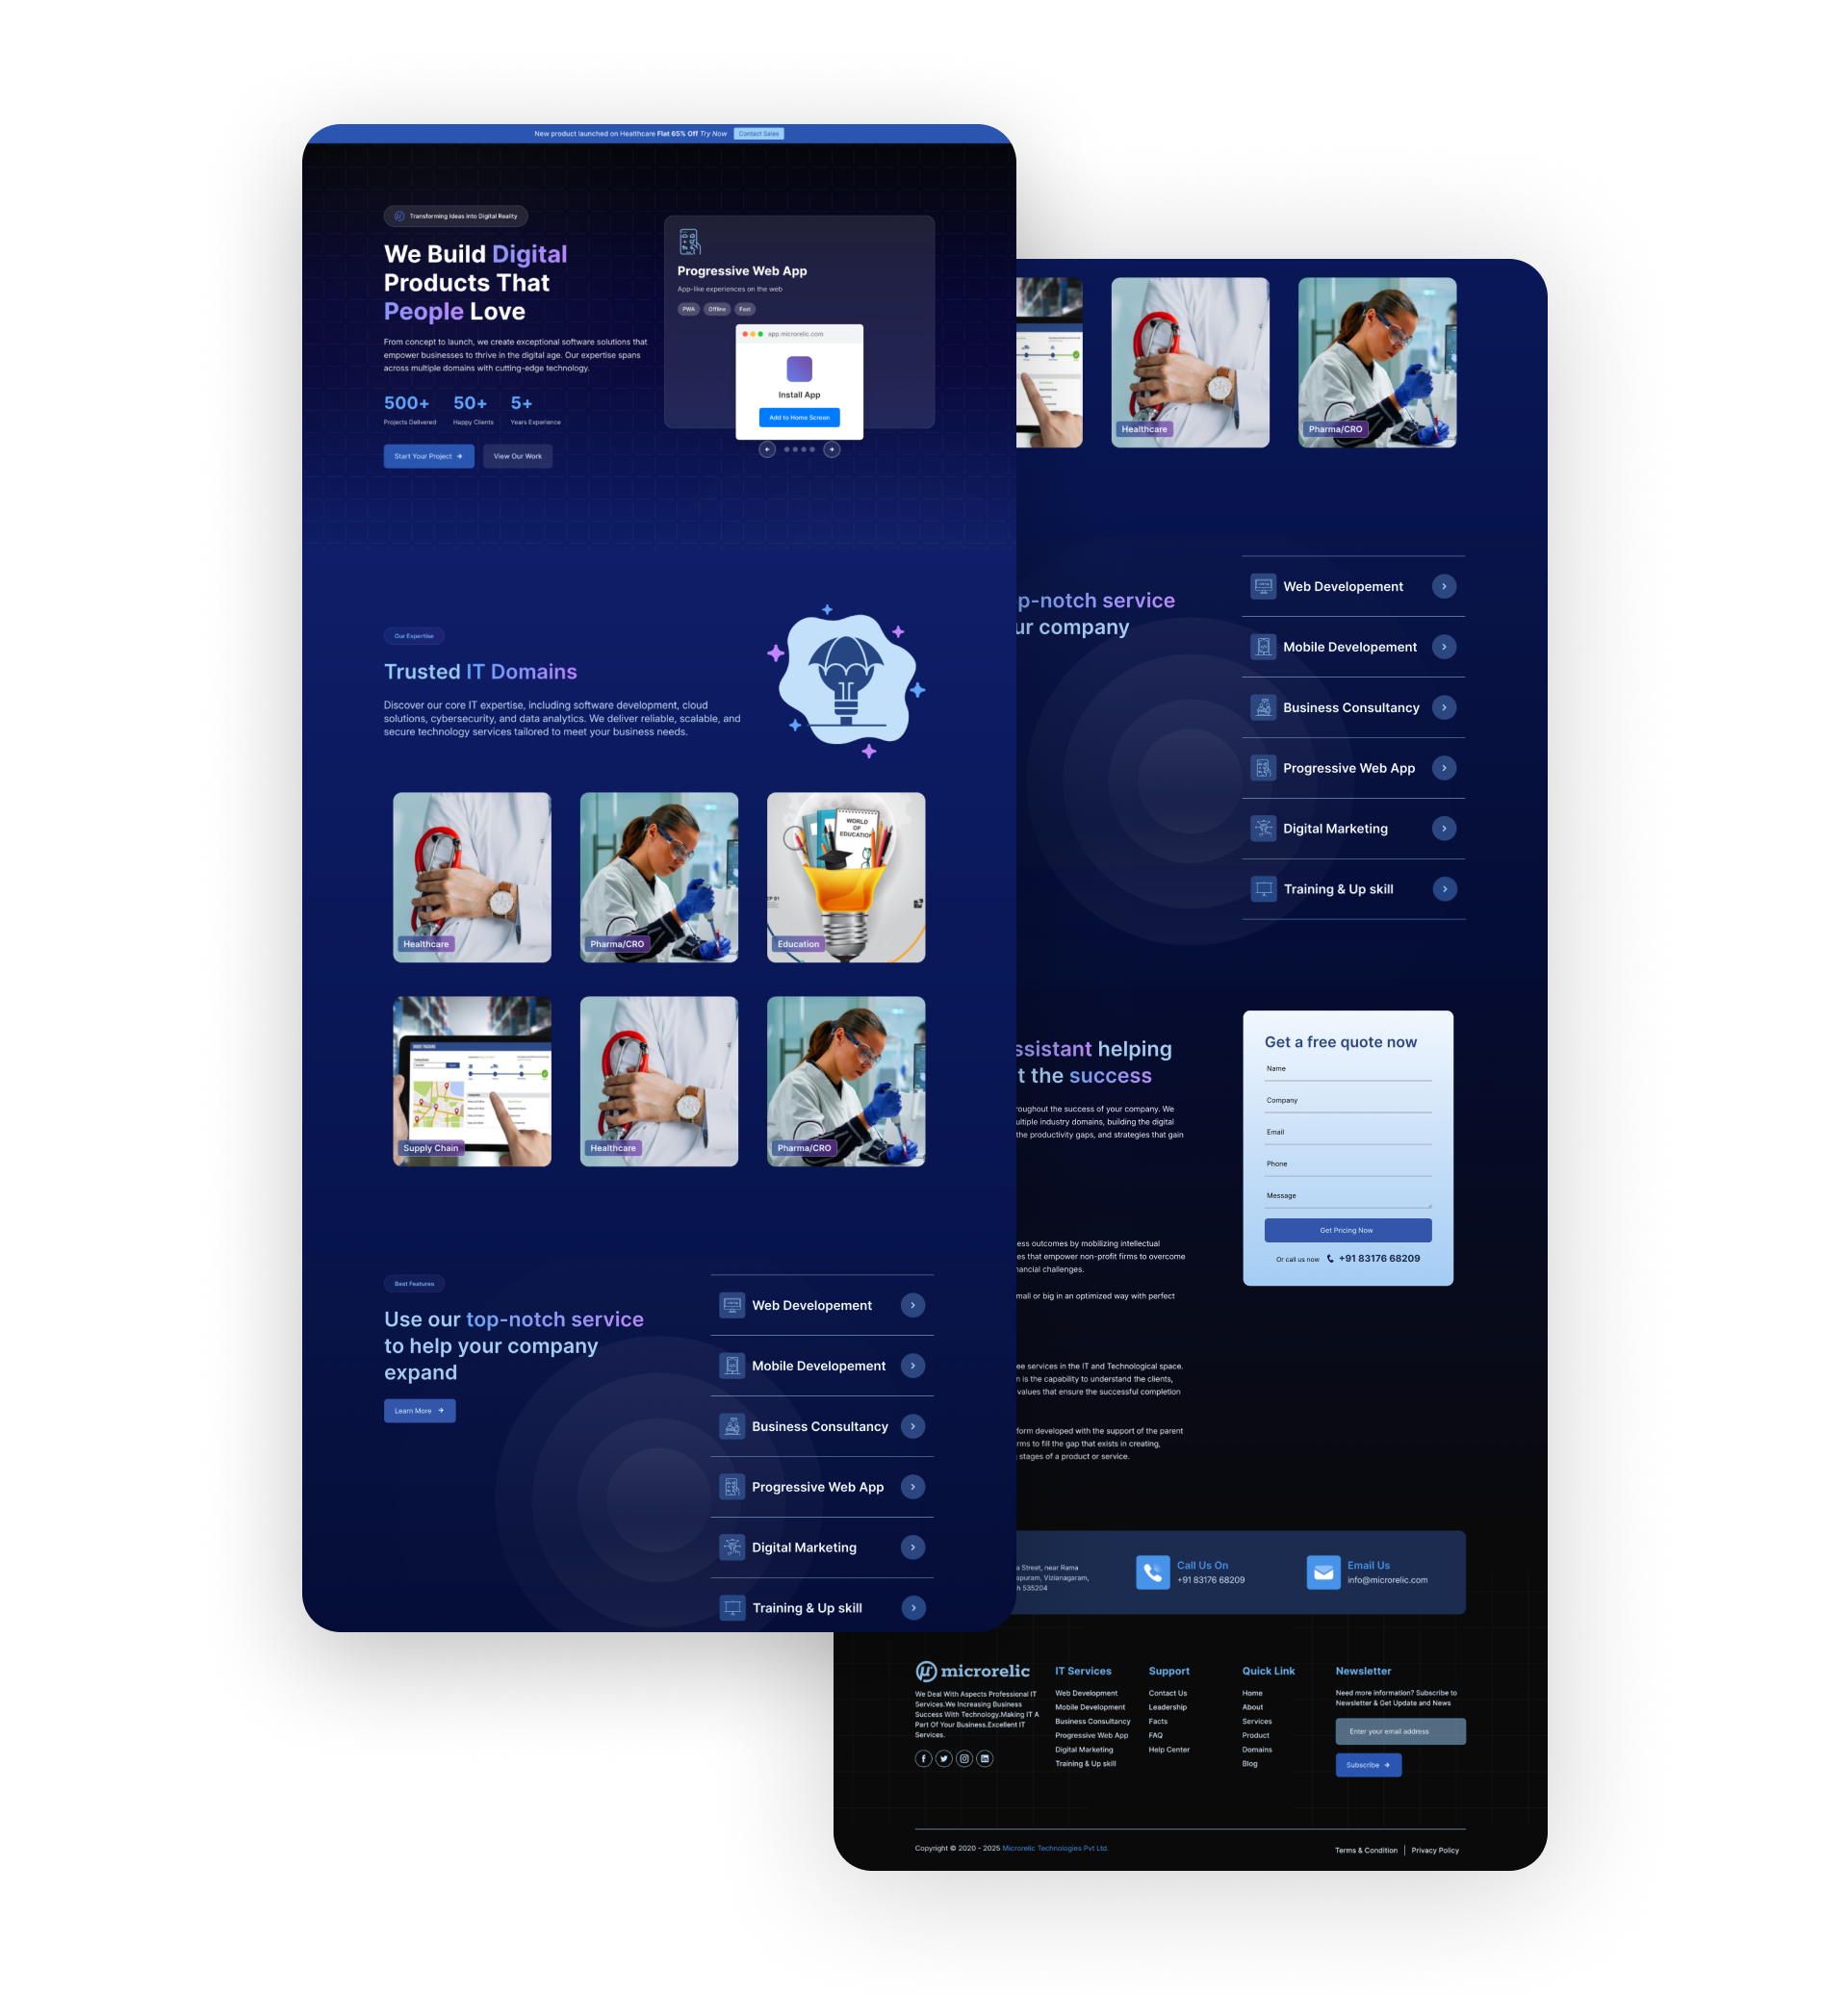 New product launched on Healthcare Flat 65% Off Try Now Contact Sales
Transforming Ideas into Digital Reality
We Build Digital
Products That
People Love
From concept to launch, we create exceptional software solutions that
empower businesses to thrive in the digital age. Our expertise spans
across multiple domains with cutting-edge technology.
500+ 50+ 5+
Projects Delivered Happy Clients Years Experience
Start Your Project View Our Work
Progressive Web App
App-like experiences on the web
PWA Offline Fast
app.microrelic.com
Install App
Add to Home Screen
Our Expertise
Trusted IT Domains
Discover our core IT expertise, including software development, cloud
solutions, cybersecurity, and data analytics. We deliver reliable, scalable, and
secure technology services tailored to meet your business needs.
Healthcare
Pharma/CRO
WORLD
OF
EDUCATION
Education
Supply Chain
Healthcare
Pharma/CRO
Best Features
Use our top-notch service
to help your company
expand
Learn More
Web Developement
Mobile Developement
Business Consultancy
Progressive Web App
Digital Marketing
Training & Up skill
Healthcare
Pharma/CRO
p-notch service
ur company
Web Developement
Mobile Developement
Business Consultancy
Progressive Web App
Digital Marketing
Training & Up skill
ssistant helping
t the success
roughout the success of your company. We
ultiple industry domains, building the digital
the productivity gaps, and strategies that gain
ess outcomes by mobilizing intellectual
es that empower non-profit firms to overcome
nancial challenges.
mall or big in an optimized way with perfect
ee services in the IT and Technological space.
n is the capability to understand the clients,
values that ensure the successful completion
form developed with the support of the parent
rms to fill the gap that exists in creating,
stages of a product or service.
Get a free quote now
Name
Company
Email
Phone
Message
Get Pricing Now
Or call us now +91 83176 68209
a Street, near Rama
apuram, Vizianagaram,
h 535204
Call Us On
+91 83176 68209
Email Us
info@microrelic.com
microrelic
We Deal With Aspects Professional IT
Services.We Increasing Business
Success With Technology.Making IT A
Part Of Your Business.Excellent IT
Services.
IT Services
Web Development
Mobile Development
Business Consultancy
Progressive Web App
Digital Marketing
Training & Up skill
Support
Contact Us
Leadership
Facts
FAQ
Help Center
Quick Link
Home
About
Services
Product
Domains
Blog
Newsletter
Need more information? Subscribe to
Newsletter & Get Update and News
Enter your email address
Subscribe
Copyright © 2020 - 2025 Microrelic Technologies Pvt Ltd.
Terms & Condition | Privacy Policy